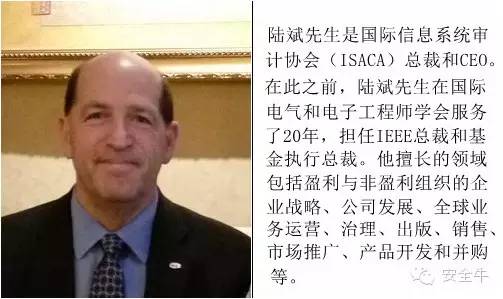 陆斌先生是国际信息系统审
计协会（ISACA）总裁和CEO。
在此之前，陆斌先生在国际
电气和电子工程师学会服务
了20年，担任IEEE总裁和基
金执行总裁。他擅长的领域
包括盈利与非盈利组织的企
业战略、公司发展、全球业
务运营、治理、出版、销售、
市场推广、产品开发和并购
等。
安全牛